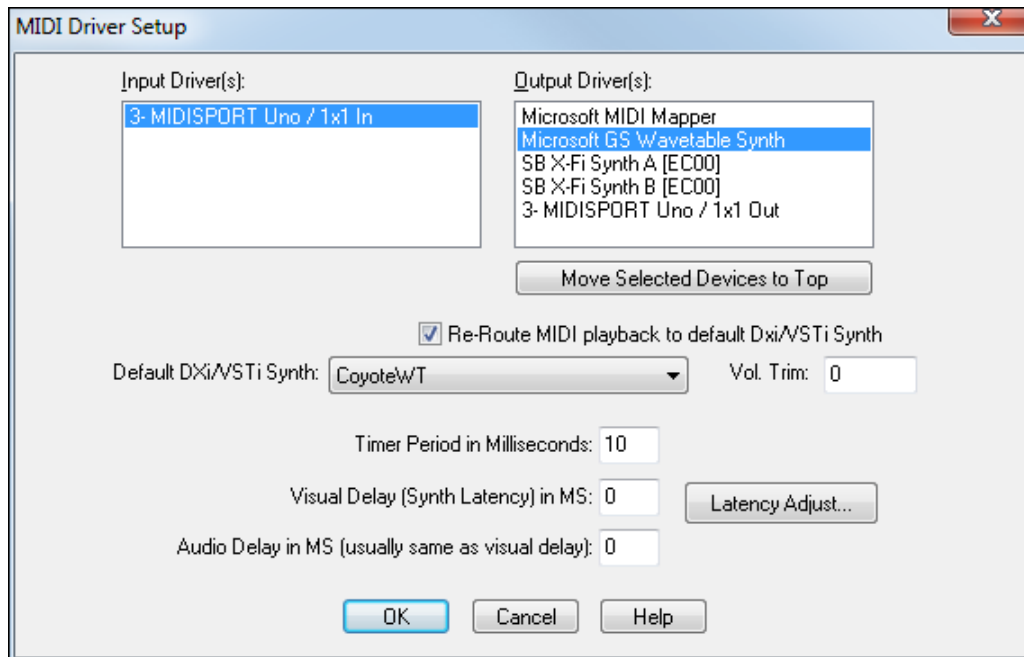 MIDI Driver Setup
Input Driver(s):
3- MIDISPORT Uno / 1x1 In
Output Driver(s):
Microsoft MIDI Mapper
Microsoft GS Wavetable Synth
SB X-Fi Synth A [EC00]
SB X-Fi Synth B [EC00]
3- MIDISPORT Uno / 1x1 Out
Move Selected Devices to Top
Re-Route MIDI playback to default Dxi/VSTi Synth
Default DXi/VSTi Synth: CoyoteWT Vol. Trim: 0
Timer Period in Milliseconds: 10
Visual Delay (Synth Latency) in MS: 0 Latency Adjust...
Audio Delay in MS (usually same as visual delay): 0
OK Cancel Help